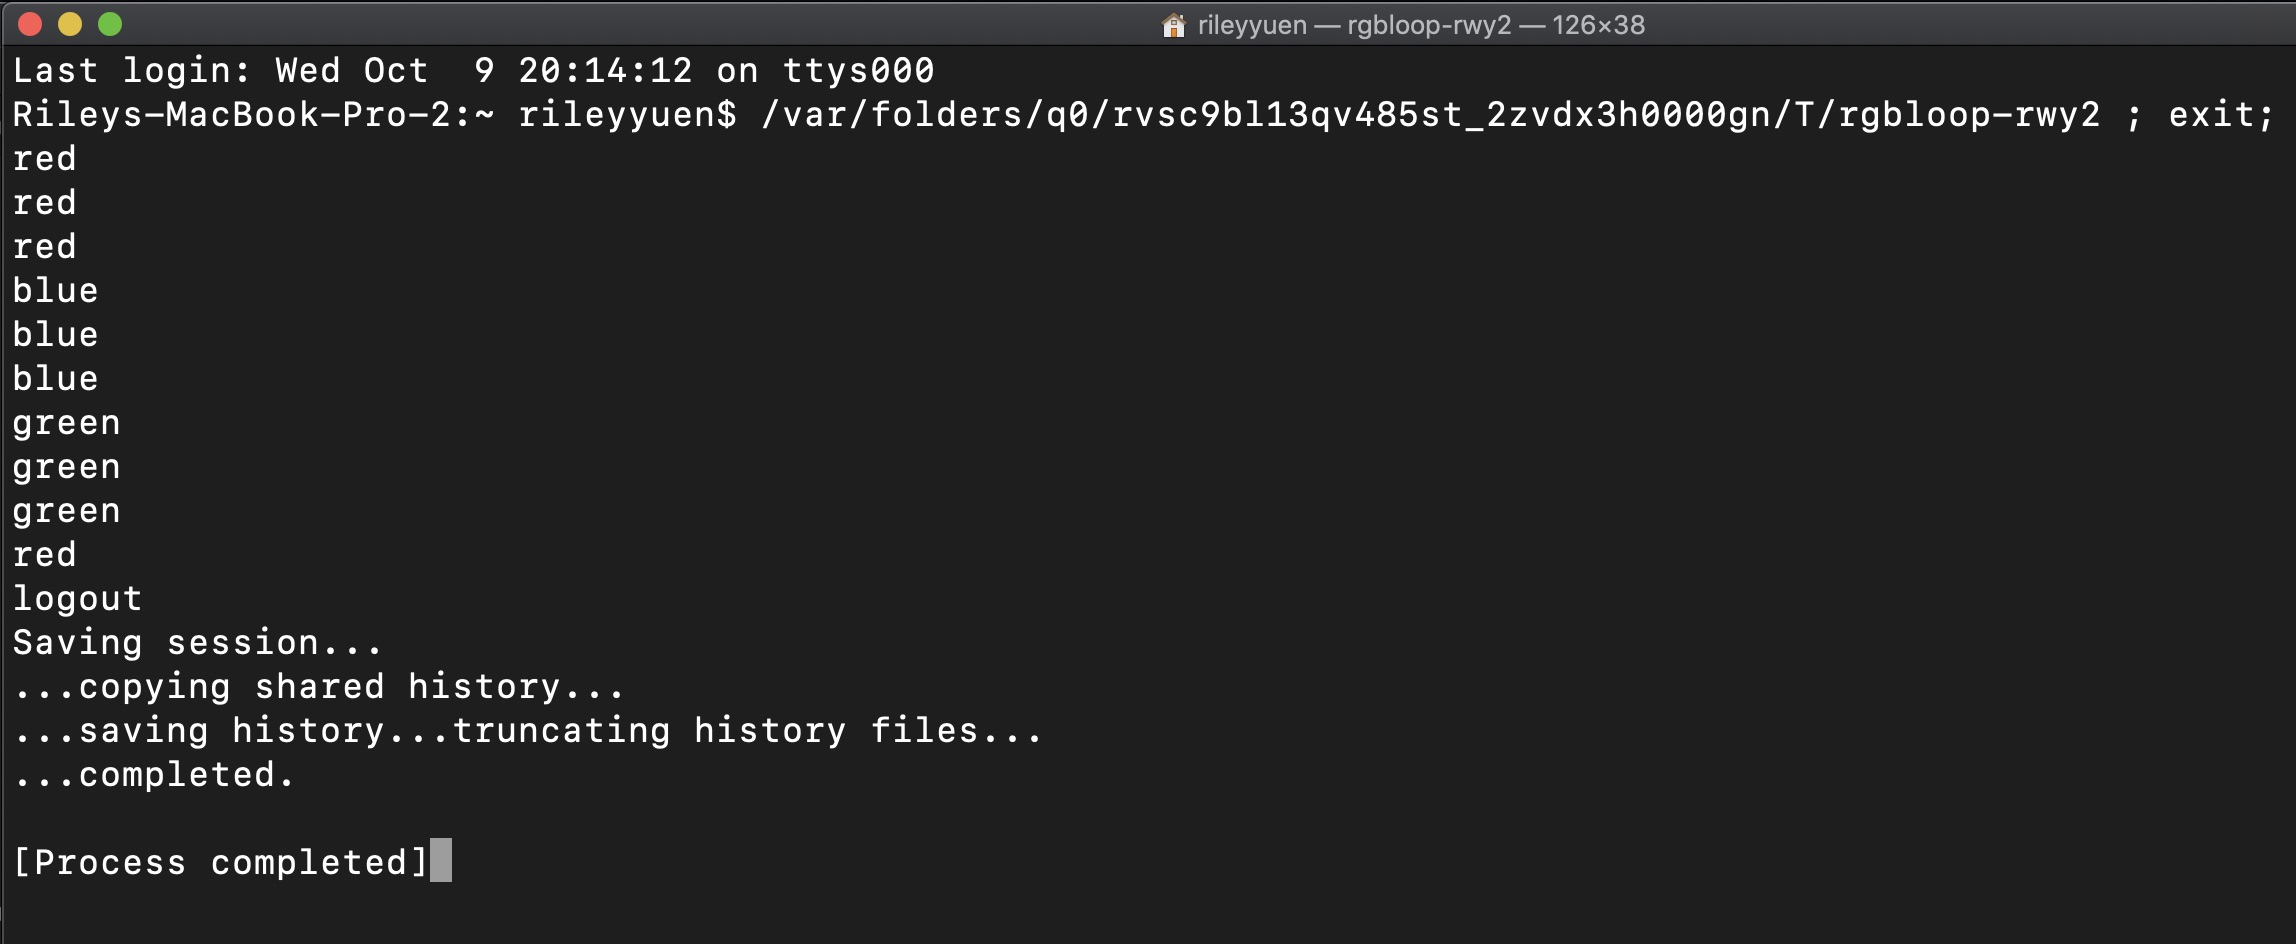 rileyyuen — rgbloop-rwy2 — 126×38
Last login: Wed Oct  9 20:14:12 on ttys000
Rileys-MacBook-Pro-2:~ rileyyuen$ /var/folders/q0/rvsc9bl13qv485st_2zvdx3h0000gn/T/rgbloop-rwy2 ; exit;
red
red
red
blue
blue
blue
green
green
green
red
logout
Saving session...
...copying shared history...
...saving history...truncating history files...
...completed.
[Process completed]